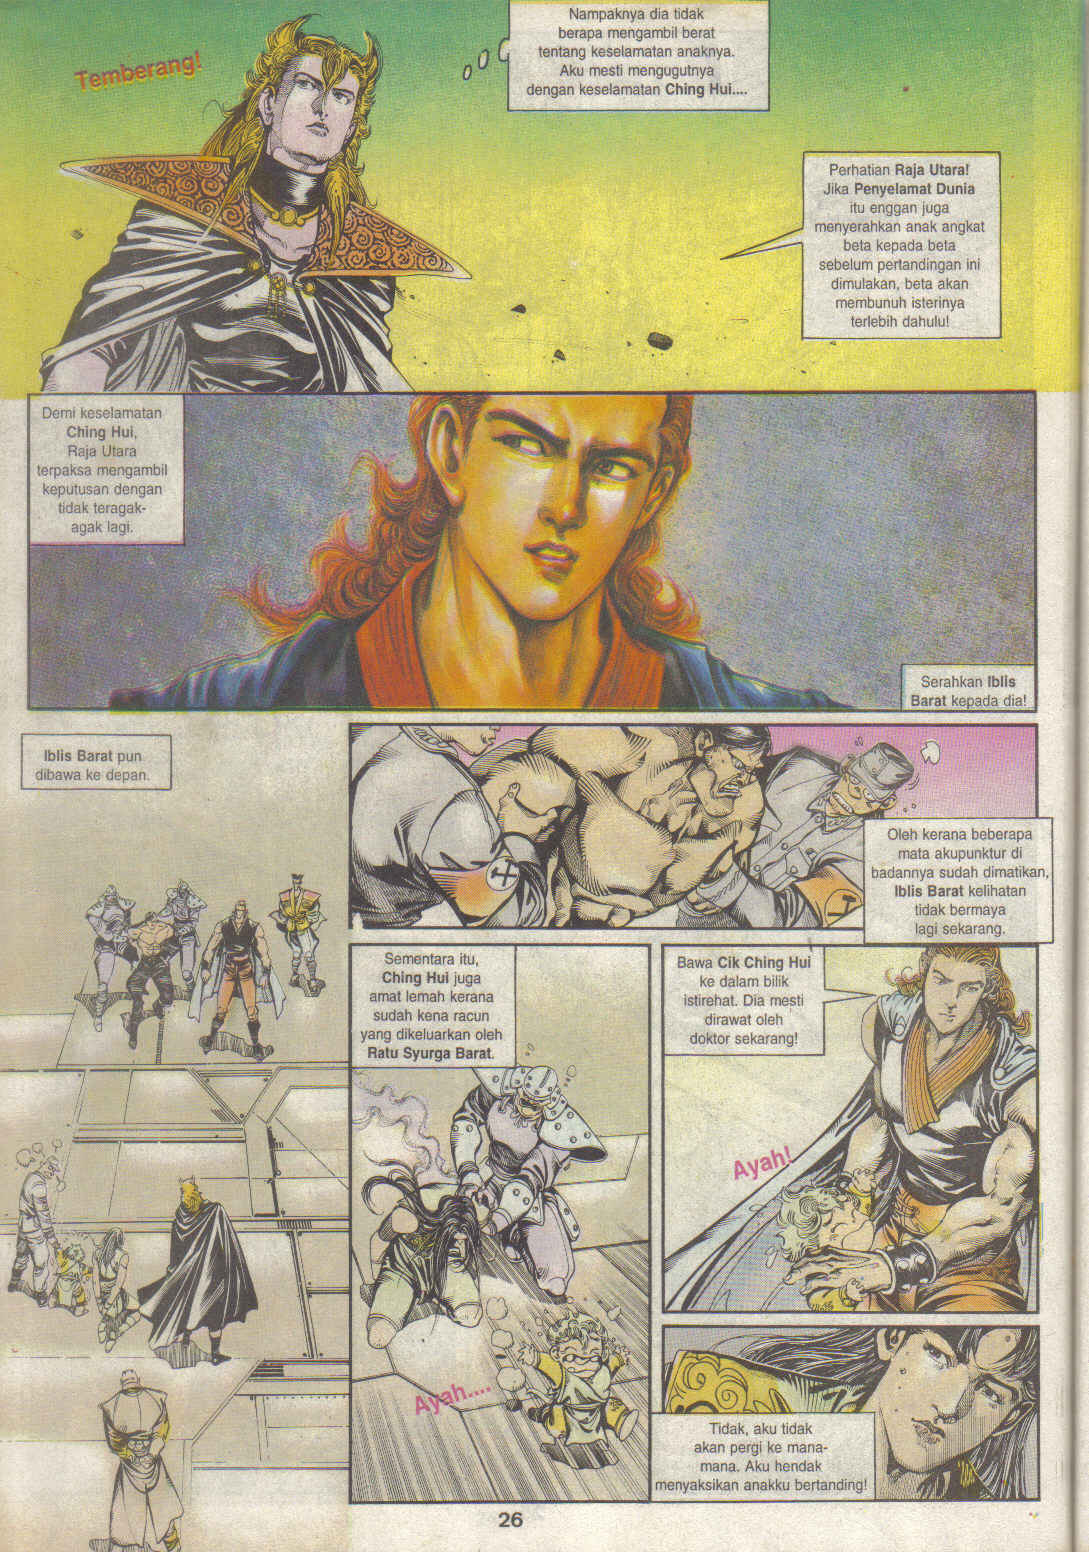 Temberang!
Nampaknya dia tidak
berapa mengambil berat
tentang keselamatan anaknya.
Aku mesti mengugutnya
dengan keselamatan Ching Hui....
Perhatian Raja Utara!
Jika Penyelamat Dunia
itu enggan juga
menyerahkan anak angkat
beta kepada beta
sebelum pertandingan ini
dimulakan, beta akan
membunuh isterinya
terlebih dahulu!
Demi keselamatan
Ching Hui,
Raja Utara
terpaksa mengambil
keputusan dengan
tidak teragak-
agak lagi.
Serahkan Iblis
Barat kepada dia!
Iblis Barat pun
dibawa ke depan.
Oleh kerana beberapa
mata akupunktur di
badannya sudah dimatikan,
Iblis Barat kelihatan
tidak bermaya
lagi sekarang.
Sementara itu,
Ching Hui juga
amat lemah kerana
sudah kena racun
yang dikeluarkan oleh
Ratu Syurga Barat.
Ayah....
Bawa Cik Ching Hui
ke dalam bilik
istirehat. Dia mesti
dirawat oleh
doktor sekarang!
Ayah!
Tidak, aku tidak
akan pergi ke mana-
mana. Aku hendak
menyaksikan anakku bertanding!
26